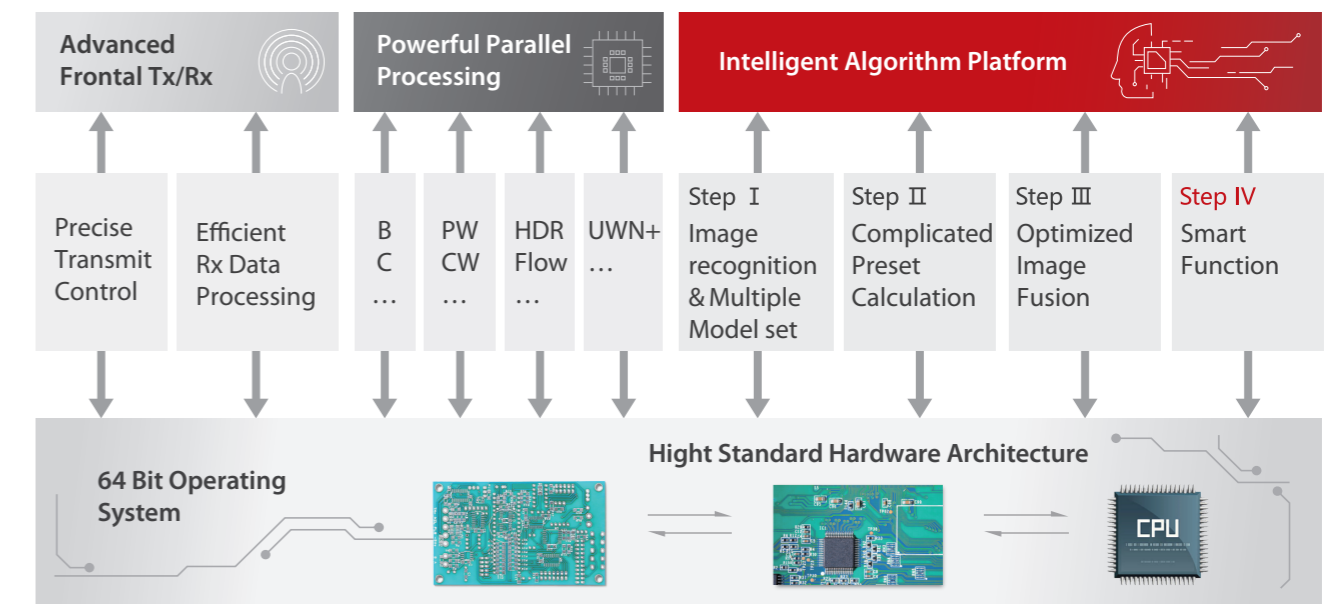 Advanced
Frontal Tx/Rx
Powerful Parallel
Processing
Intelligent Algorithm Platform
Precise
Transmit
Control
Efficient
Rx Data
Processing
B
C
…
PW
CW
…
HDR
Flow
…
UWN+
…
Step Ⅰ
Image
recognition
& Multiple
Model set
Step Ⅱ
Complicated
Preset
Calculation
Step Ⅲ
Optimized
Image
Fusion
Step Ⅳ
Smart
Function
64 Bit Operating
System
Hight Standard Hardware Architecture
CPU